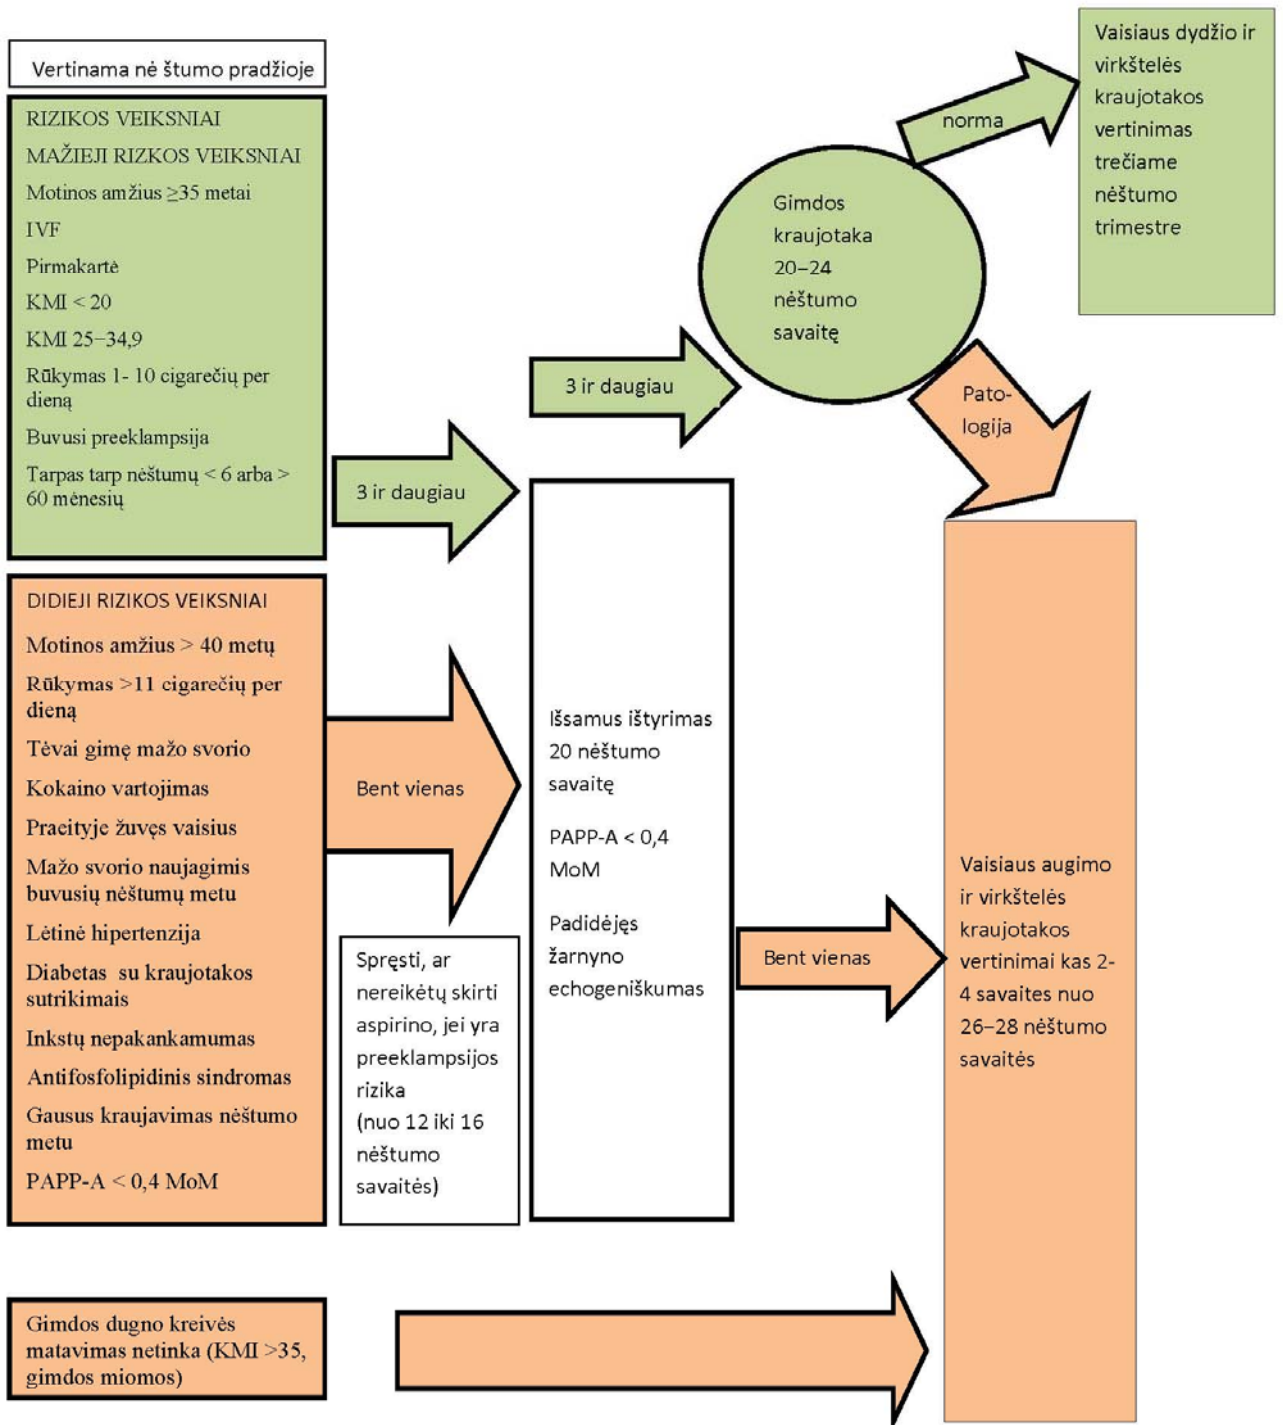 Vertinama nė štumo pradžioje
RIZIKOS VEIKSNIAI
MAŽIEJI RIZKOS VEIKSNIAI
Motinos amžius ≥35 metai
IVF
Pirmakartė
KMI < 20
KMI 25–34,9
Rūkymas 1- 10 cigarečių per
dieną
Buvusi preeklampsija
Tarpas tarp nėštumų < 6 arba >
60 mėnesių
3 ir daugiau
DIDIEJI RIZIKOS VEIKSNIAI
Motinos amžius > 40 metų
Rūkymas >11 cigarečių per
dieną
Tėvai gimę mažo svorio
Kokaino vartojimas
Praeityje žuvęs vaisius
Mažo svorio naujagimis
buvusių nėštumų metu
Lėtinė hipertenzija
Diabetas su kraujotakos
sutrikimais
Inkstų nepakankamumas
Antifosfolipidinis sindromas
Gausus kraujavimas nėštumo
metu
PAPP-A < 0,4 MoM
Bent vienas
Spręsti, ar
nereikėtų skirti
aspirino, jei yra
preeklampsijos
rizika
(nuo 12 iki 16
nėštumo
savaitės)
Išsamus ištyrimas
20 nėštumo
savaitę
PAPP-A < 0,4
MoM
Padidėjęs
žarnyno
echogeniškumas
3 ir daugiau
Gimdos
kraujotaka
20–24
nėštumo
savaitę
norma
Vaisiaus dydžio ir
virkštelės
kraujotakos
vertinimas
trečiame
nėštumo
trimestre
Pato-
logija
Bent vienas
Vaisiaus augimo
ir virkštelės
kraujotakos
vertinimai kas 2-
4 savaites nuo
26–28 nėštumo
savaitės
Gimdos dugno kreivės
matavimas netinka (KMI >35,
gimdos miomos)